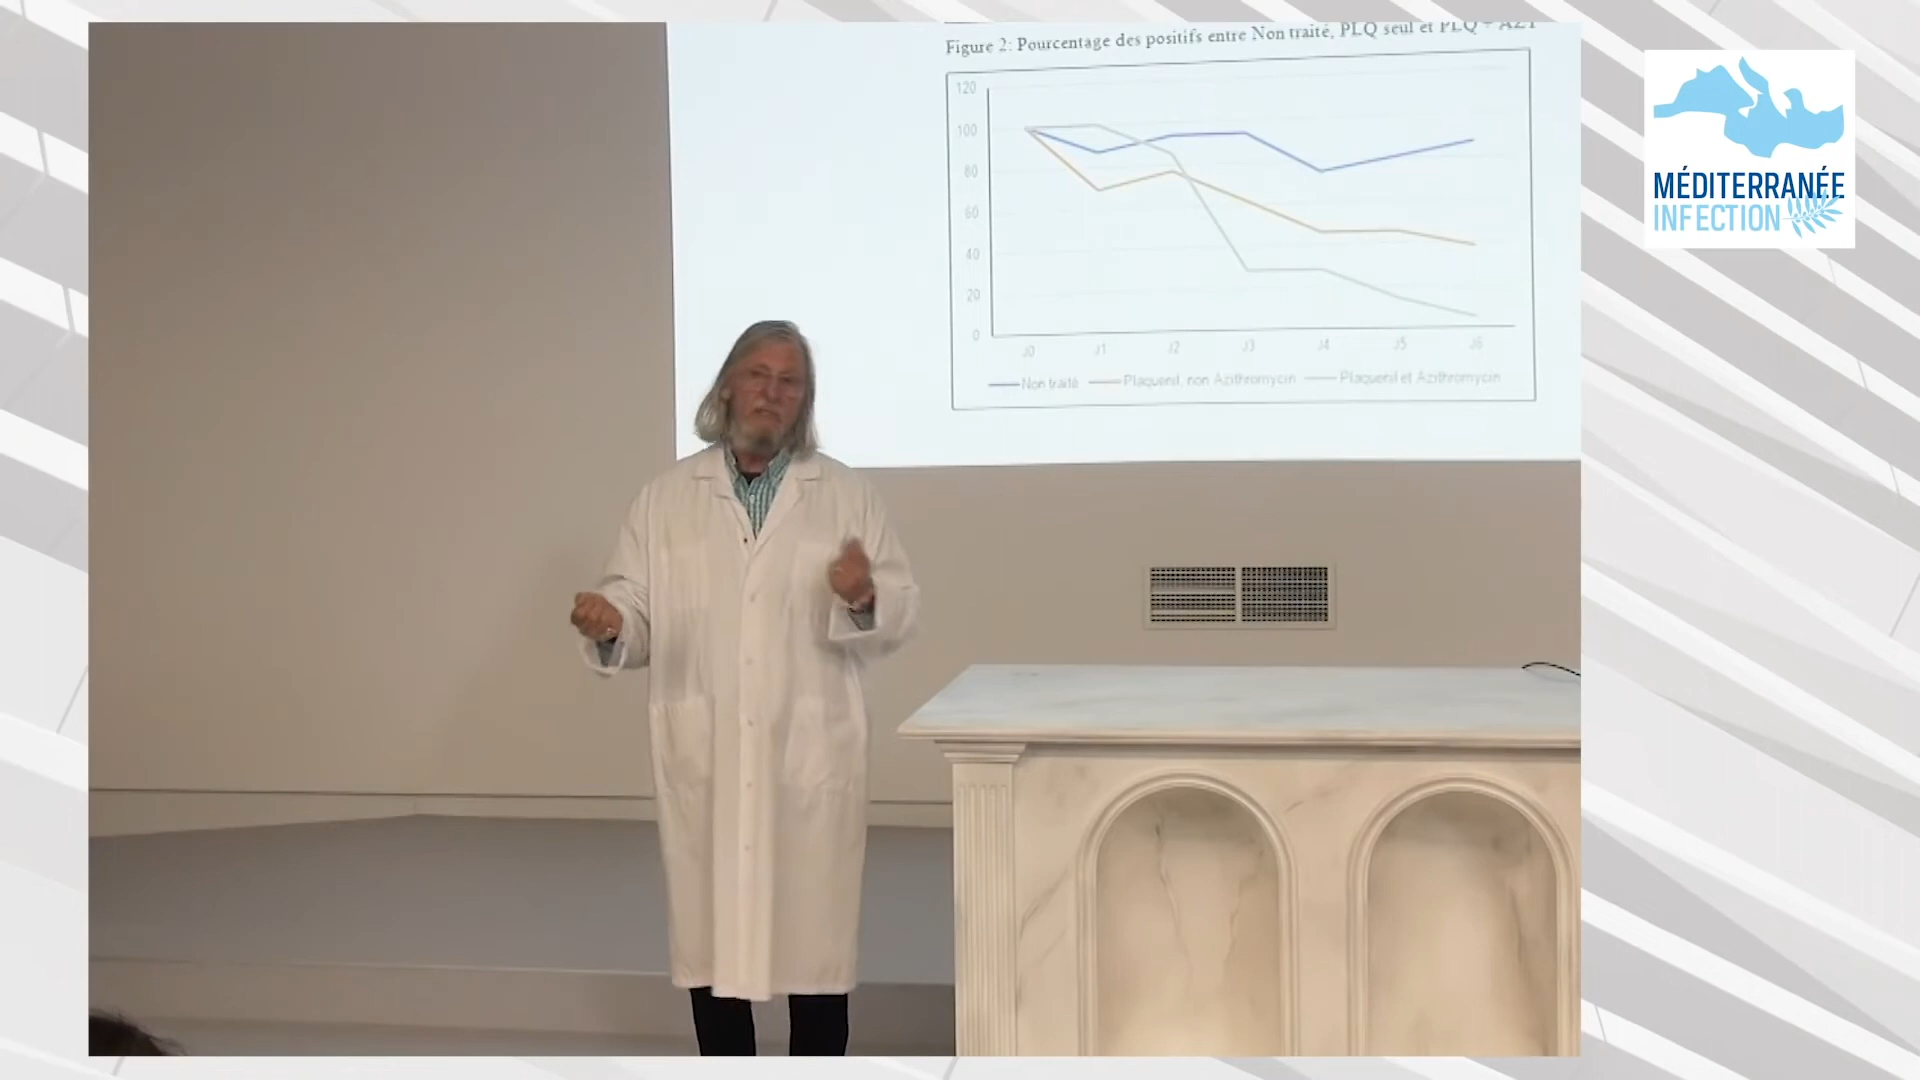 Figure 2: Pourcentage des positifs entre Non traité, PLQ seul et PLQ + AZI
120
100
80
60
40
20
0
J0 J1 J2 J3 J4 J5 J6
Non traité Plaquenil, non Azithromycin Plaquenil et Azithromycin
MÉDITERRANÉE
INFECTION